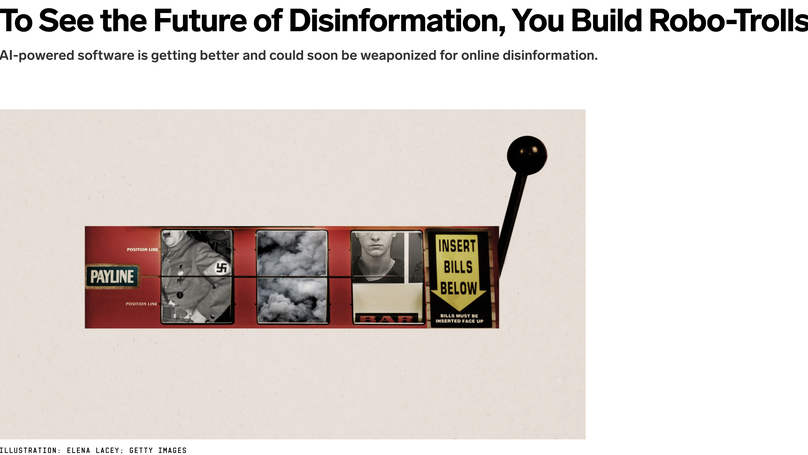 To See the Future of Disinformation, You Build Robo-Trolls
AI-powered software is getting better and could soon be weaponized for online disinformation.
POSITION LINE
PAYLINE
POSITION LINE
BAR
INSERT
BILLS
BELOW
BILLS MUST BE
INSERTED FACE UP
ILLUSTRATION: ELENA LACEY; GETTY IMAGES